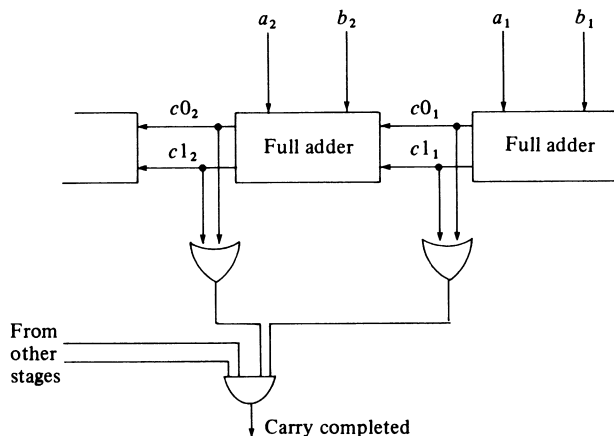 a₂ b₂ a₁ b₁
c0₂ c0₁
Full adder Full adder
c1₂ c1₁
From
other
stages
Carry completed